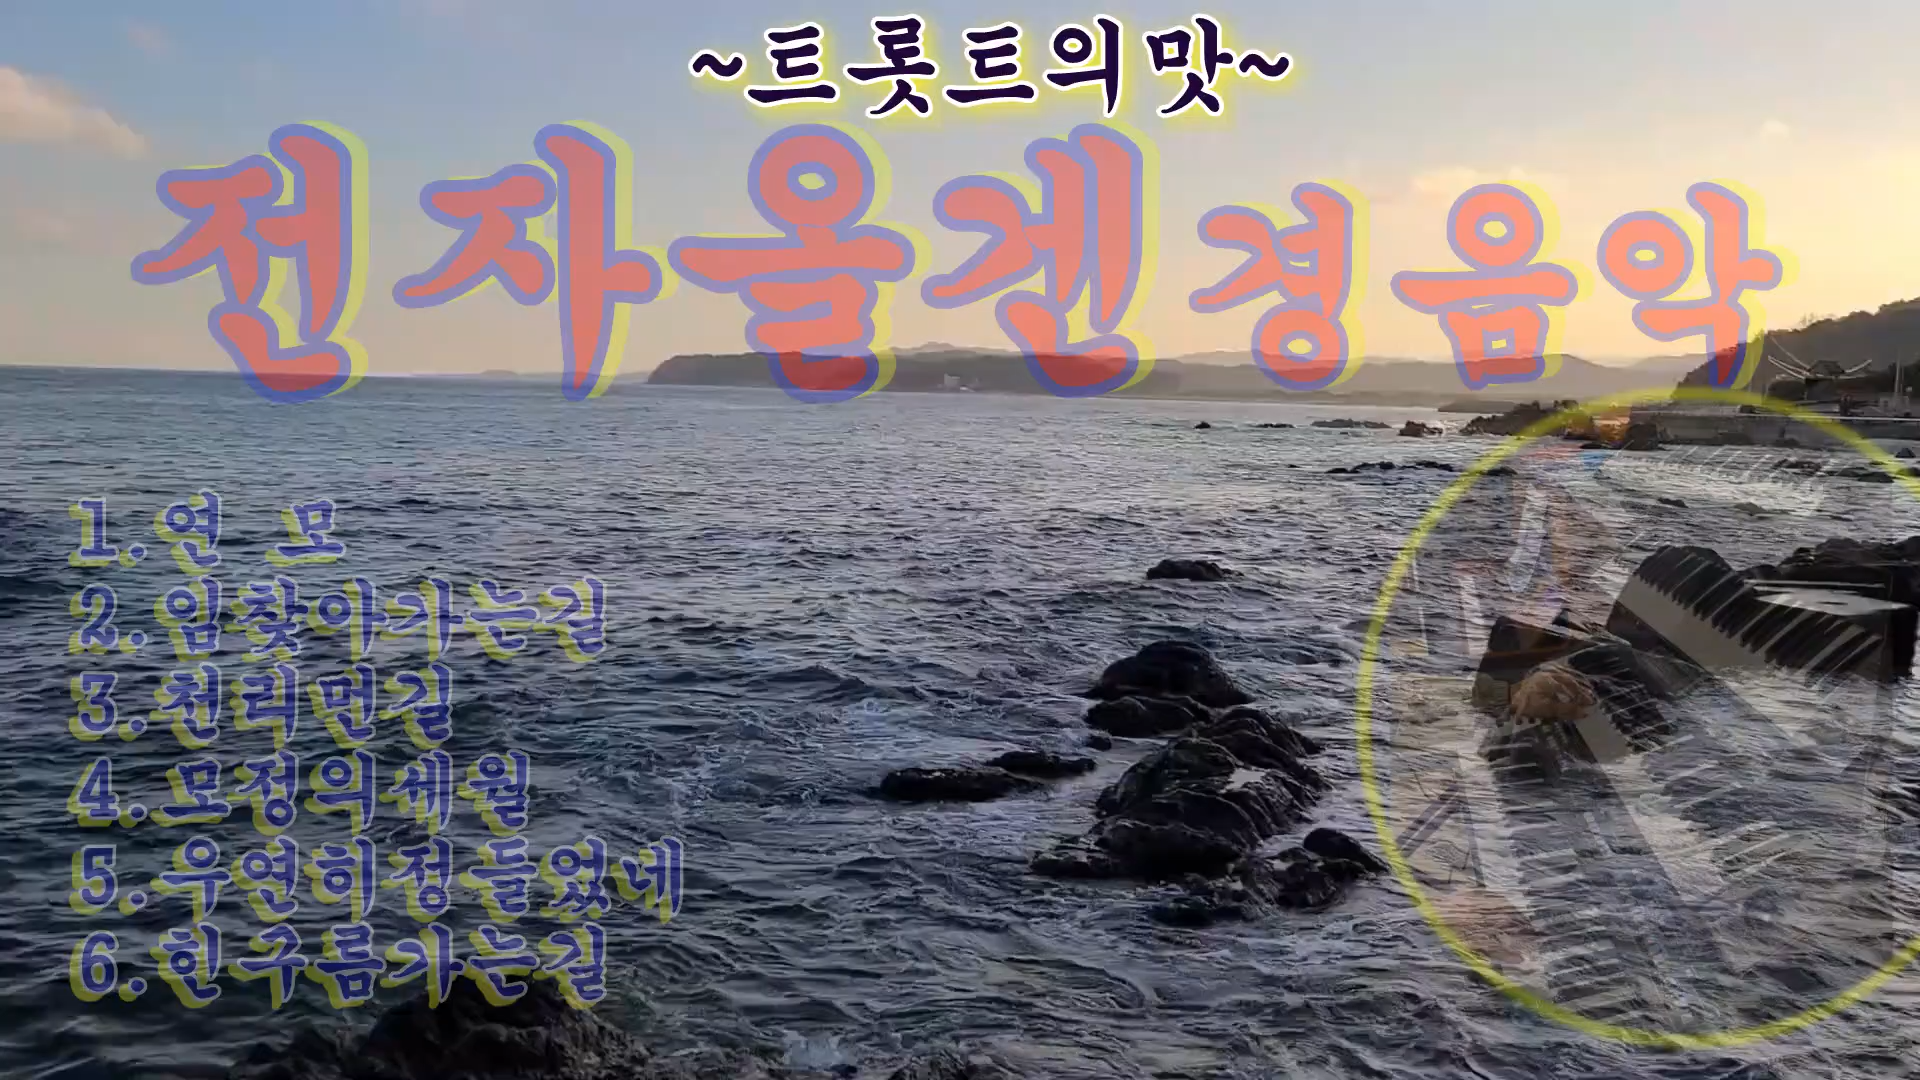 ~트롯트의맛~
전자올겐 경음악
1. 연 모
2. 임찾아가는길
3. 천리먼길
4. 모정의세월
5. 우연히정들었네
6. 힌구름가는길